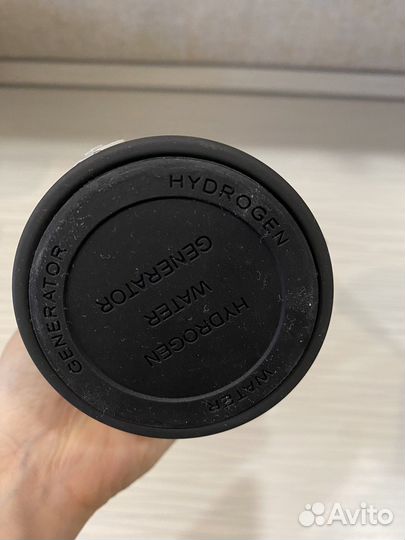 HYDROGEN
WATER
GENERATOR
HYDROGEN
WATER
GENERATOR
Avito